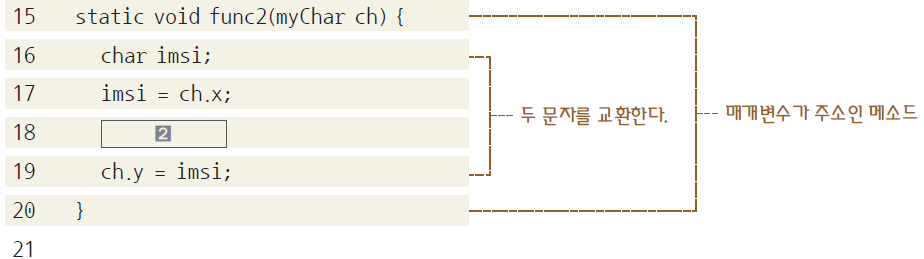 15 static void func2(myChar ch) {
16 char imsi;
17 imsi = ch.x;
두 문자를 교환한다.
매개변수가 주소인 메소드
18 2
19 ch.y = imsi;
20 }
21